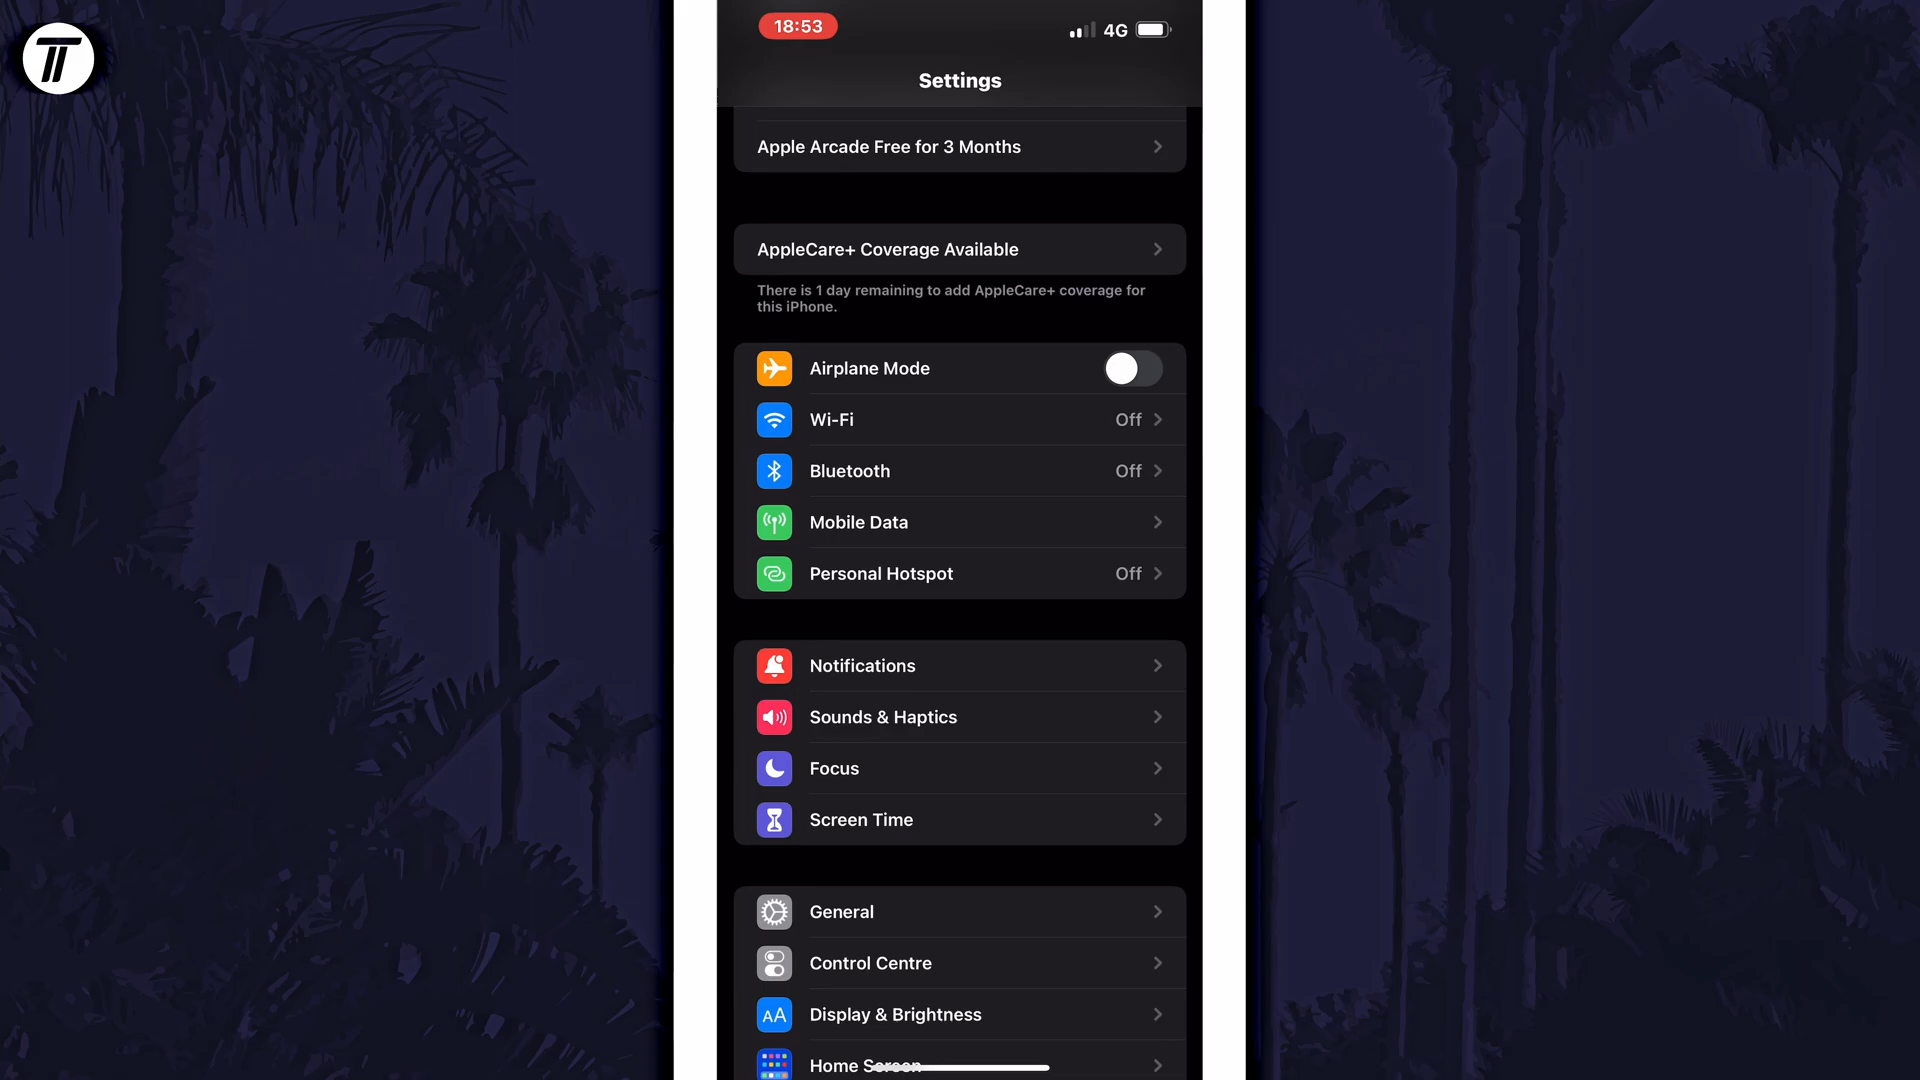 18:53
4G
Settings
Apple Arcade Free for 3 Months
AppleCare+ Coverage Available
There is 1 day remaining to add AppleCare+ coverage for
this iPhone.
Airplane Mode
Wi-Fi Off
Bluetooth Off
Mobile Data
Personal Hotspot Off
Notifications
Sounds & Haptics
Focus
Screen Time
General
Control Centre
AA Display & Brightness
Home Screen